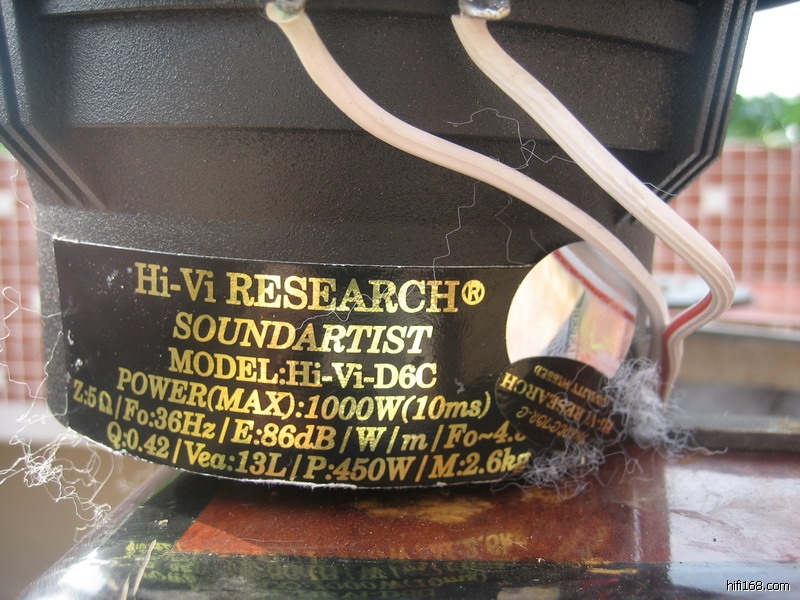 Hi-Vi RESEARCH®
SOUNDARTIST
MODEL:Hi-Vi-D6C
POWER(MAX):1000W(10ms)
Z:5Ω/Fo:36Hz/E:86dB/W/m/Fo~4.
Q:0.42/Vea:13L/P:450W/M:2.6kg
HI-VI RESEARCH
hifi168.com